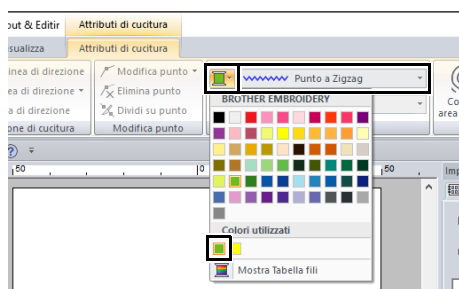 out & Editir Attributi di cucitura
sualizza Attributi di cucitura
inea di direzione Modifica punto Punto a Zigzag
ea di direzione Elimina punto BROTHER EMBROIDERY Co
a di direzione Dividi su punto area
one di cucitura Modifica punto
50 0 50 Imp
Colori utilizzati
Mostra Tabella fili